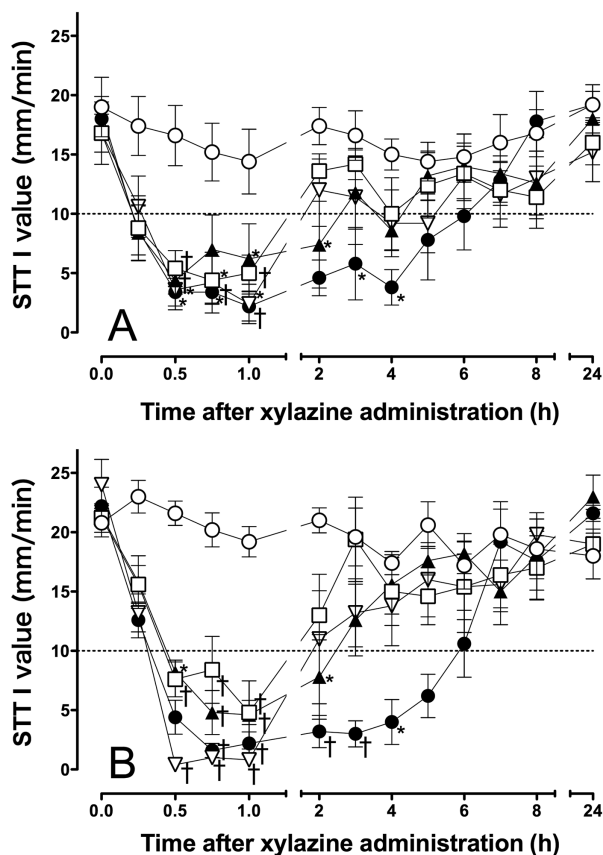 25
20
15
10
5
0
STT I value (mm/min)
A
* † † * * * † * † * * † * * *
0.0 0.5 1.0 2 4 6 8 24
Time after xylazine administration (h)
25
20
15
10
5
0
STT I value (mm/min)
B
* † † † † † † † † † † * † † *
0.0 0.5 1.0 2 4 6 8 24
Time after xylazine administration (h)